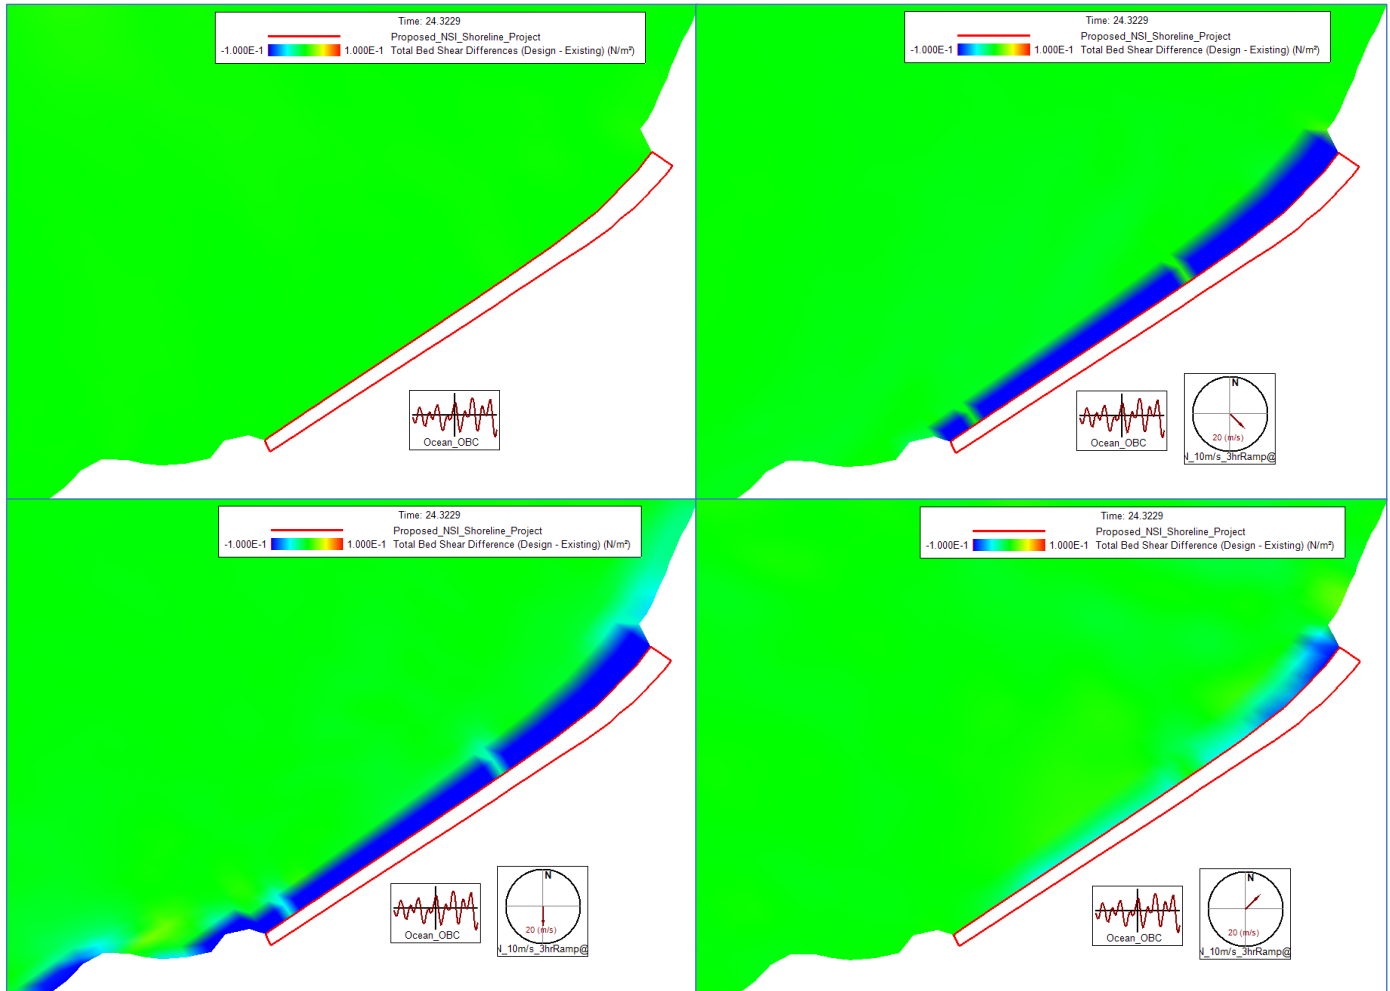 Time: 24.3229
Proposed_NSI_Shoreline_Project
-1.000E-1 1.000E-1 Total Bed Shear Differences (Design - Existing) (N/m²)
Ocean_OBC
Time: 24.3229
Proposed_NSI_Shoreline_Project
-1.000E-1 1.000E-1 Total Bed Shear Difference (Design - Existing) (N/m²)
Ocean_OBC
N
20 (m/s)
_10m/s_3hrRamp@
Time: 24.3229
Proposed_NSI_Shoreline_Project
-1.000E-1 1.000E-1 Total Bed Shear Difference (Design - Existing) (N/m²)
Ocean_OBC
N
20 (m/s)
_10m/s_3hrRamp@
Time: 24.3229
Proposed_NSI_Shoreline_Project
-1.000E-1 1.000E-1 Total Bed Shear Difference (Design - Existing) (N/m²)
Ocean_OBC
N
20 (m/s)
_10m/s_3hrRamp@